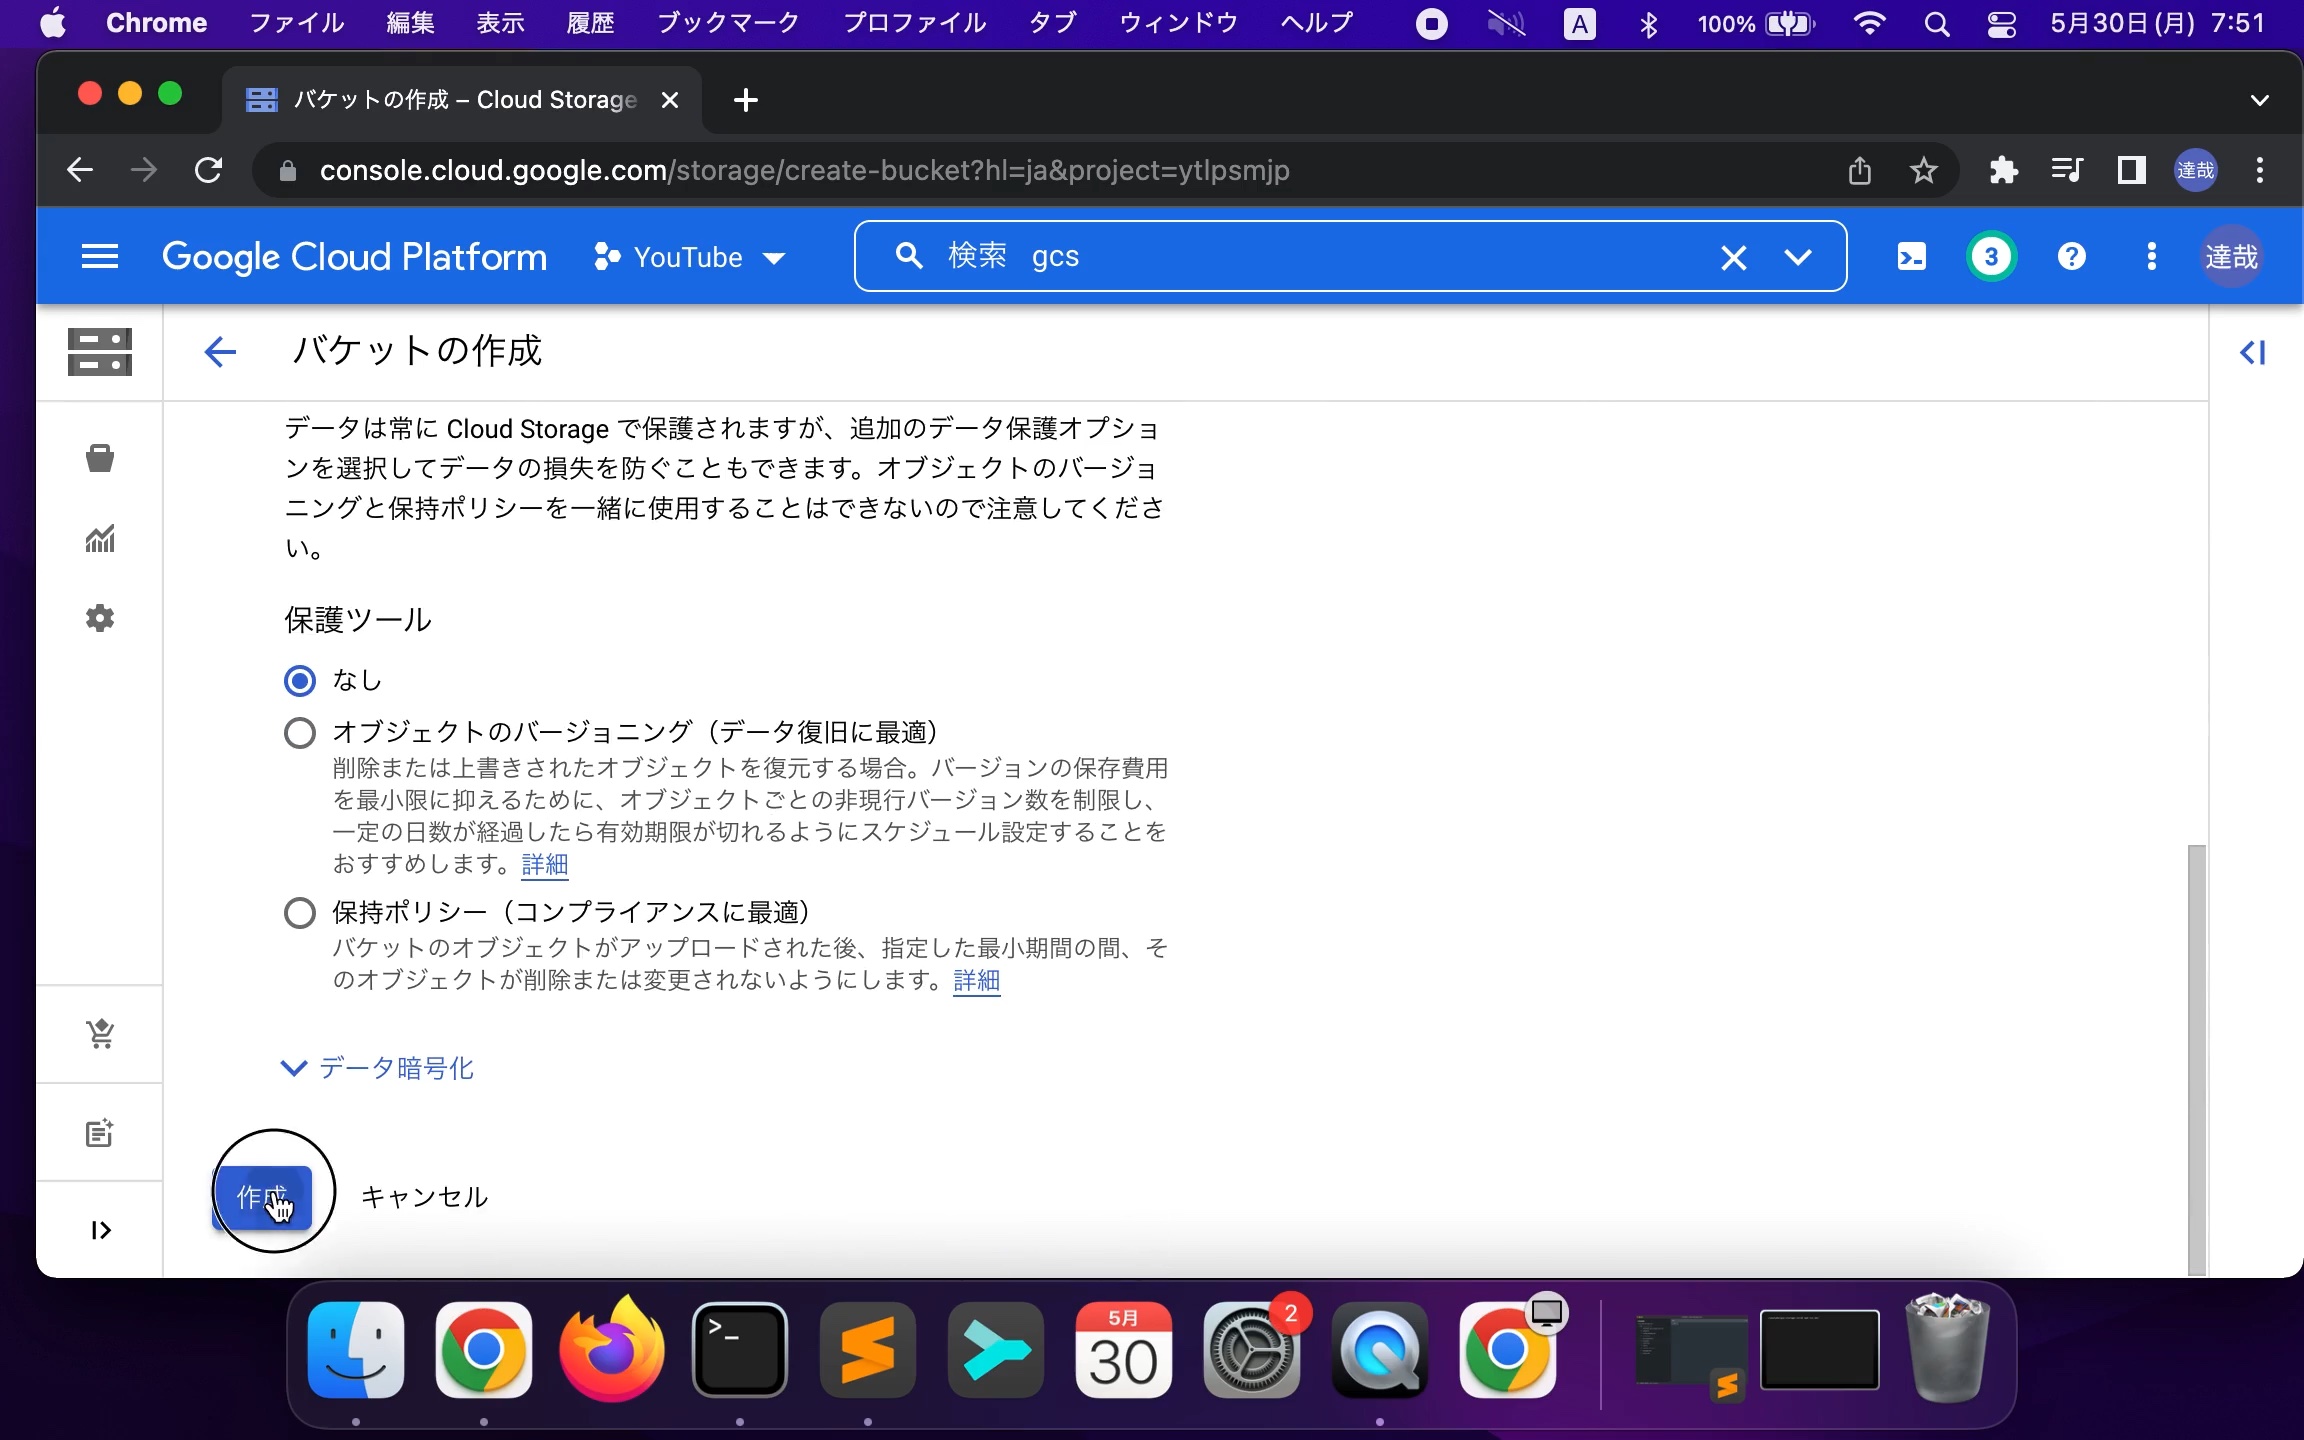 Chrome ファイル 編集 表示 履歴 ブックマーク プロファイル タブ ウィンドウ ヘルプ A 100% 5月30日(月) 7:51
バケットの作成 – Cloud Storage
console.cloud.google.com/storage/create-bucket?hl=ja&project=ytlpsmjp 達哉
Google Cloud Platform YouTube 検索 gcs 3 ? 達哉
バケットの作成
データは常に Cloud Storage で保護されますが、追加のデータ保護オプショ
ンを選択してデータの損失を防ぐこともできます。オブジェクトのバージョ
ニングと保持ポリシーを一緒に使用することはできないので注意してくださ
い。
保護ツール
なし
オブジェクトのバージョニング（データ復旧に最適）
削除または上書きされたオブジェクトを復元する場合。バージョンの保存費用
を最小限に抑えるために、オブジェクトごとの非現行バージョン数を制限し、
一定の日数が経過したら有効期限が切れるようにスケジュール設定することを
おすすめします。詳細
保持ポリシー（コンプライアンスに最適）
バケットのオブジェクトがアップロードされた後、指定した最小期間の間、そ
のオブジェクトが削除または変更されないようにします。詳細
データ暗号化
作成 キャンセル
5月
30
2